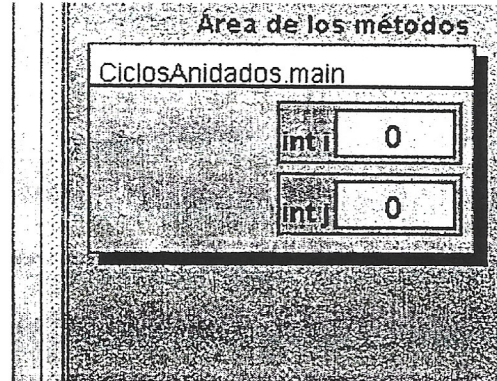 Área de los métodos
CiclosAnidados.main
int i 0
int j 0